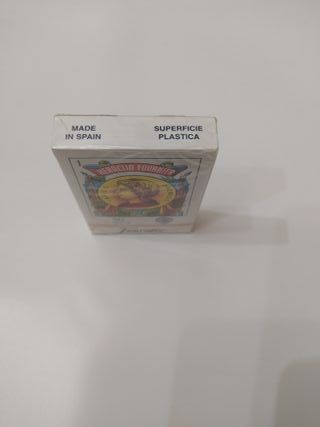 MADE
IN SPAIN
SUPERFICIE
PLASTICA
HERACLIO FOURNIER